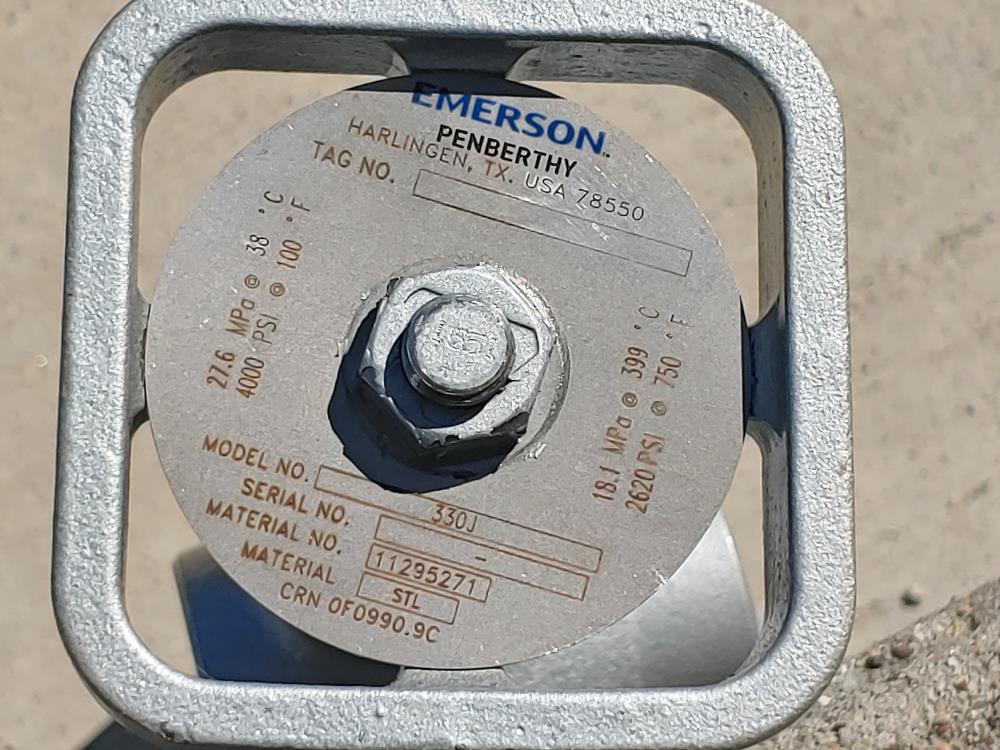 EMERSON™
PENBERTHY
HARLINGEN, TX. USA 78550
TAG NO.
27.6 MPa @ 38 °C
4000 PSI @ 100 °F
18.1 MPa @ 399 °C
2620 PSI @ 750 °F
MODEL NO. 330J
SERIAL NO. -
MATERIAL NO. 11295271
MATERIAL STL
CRN 0F0990.9C